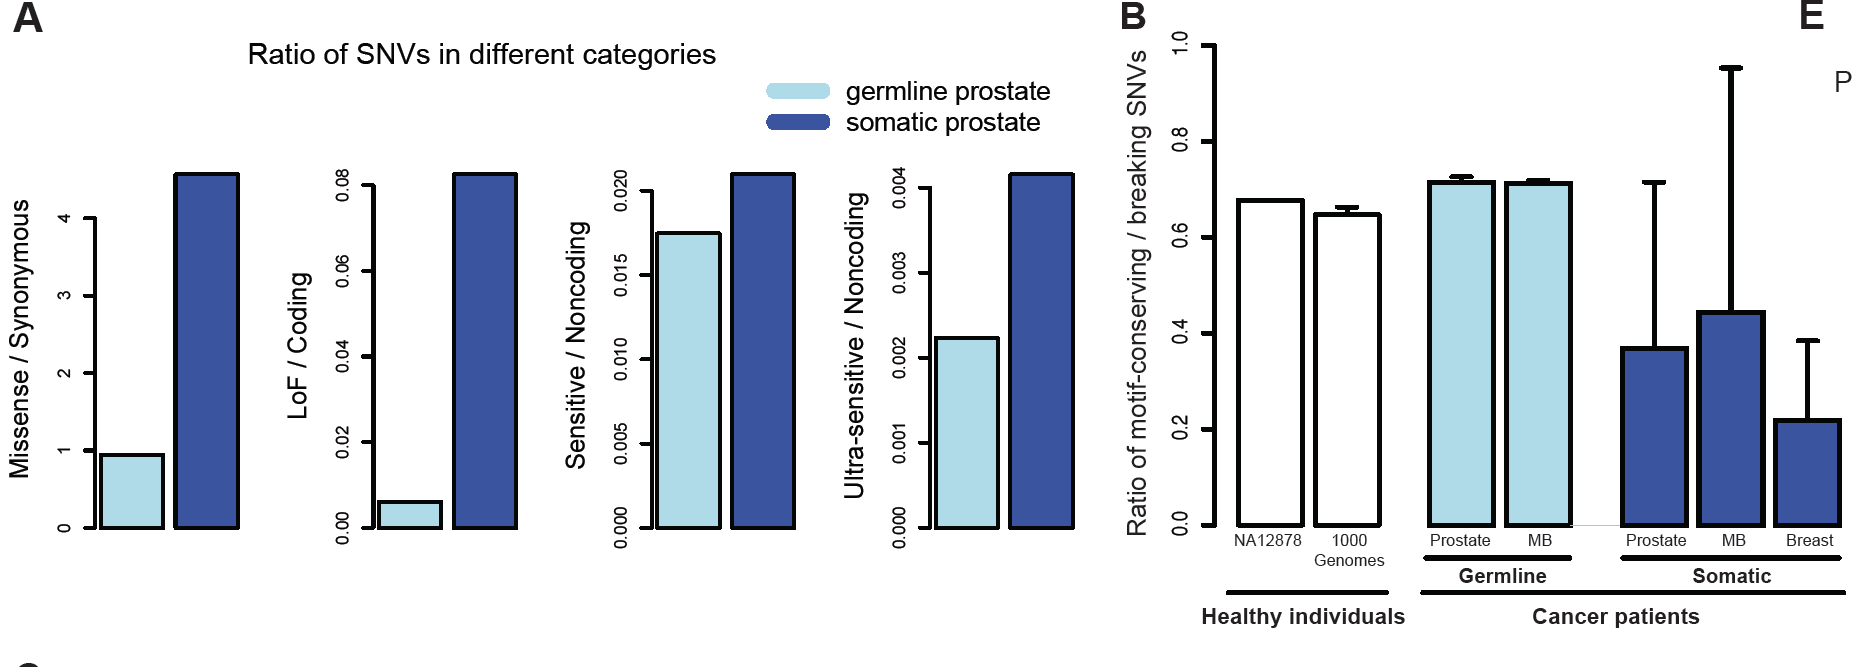 A
Ratio of SNVs in different categories
germline prostate
somatic prostate
Missense / Synonymous
0
1
2
3
4
LoF / Coding
0.00
0.02
0.04
0.06
0.08
Sensitive / Noncoding
0.000
0.005
0.010
0.015
0.020
Ultra-sensitive / Noncoding
0.000
0.001
0.002
0.003
0.004
B
Ratio of motif-conserving / breaking SNVs
0.0
0.2
0.4
0.6
0.8
1.0
NA12878
1000
Genomes
Prostate
MB
Prostate
MB
Breast
Germline
Somatic
Healthy individuals
Cancer patients
E
P